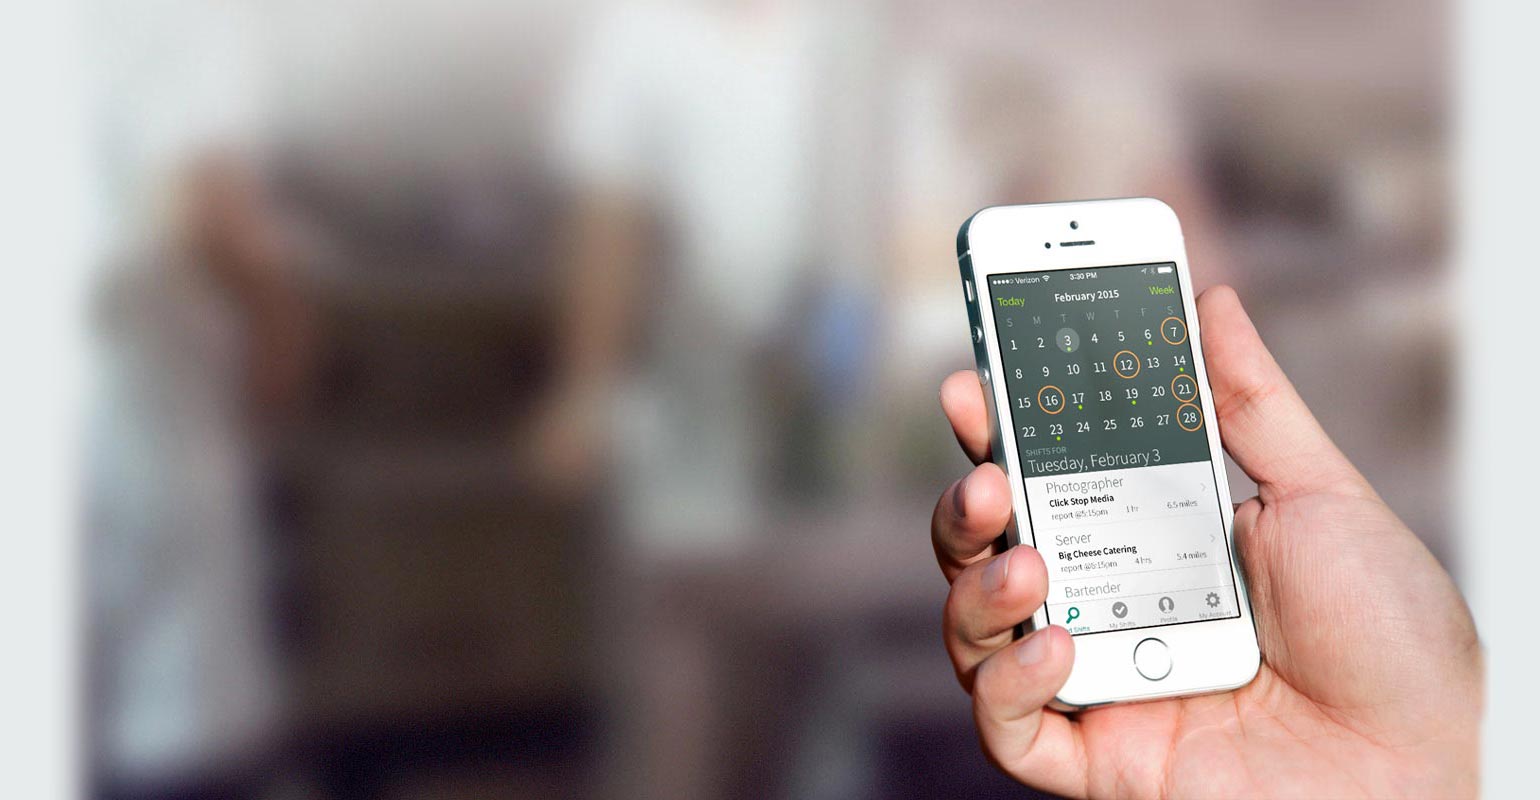 Verizon 3:30 PM
Today February 2015 Week
S M T W T F S
1 2 3 4 5 6 7
8 9 10 11 12 13 14
15 16 17 18 19 20 21
22 23 24 25 26 27 28
SHIFTS FOR
Tuesday, February 3
Photographer
Click Stop Media
report @5:15pm 1 hr 6.5 miles
Server
Big Cheese Catering
report @6:15pm 4 hrs 5.4 miles
Bartender
Shifts My Shifts Profile My Account